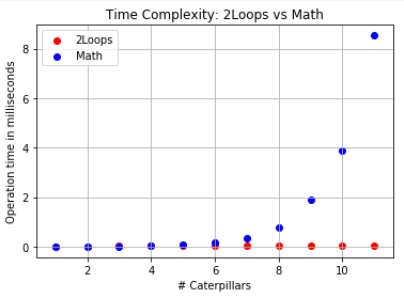 Time Complexity: 2Loops vs Math
2Loops
Math
Operation time in milliseconds
8
6
4
2
0
2 4 6 8 10
# Caterpillars